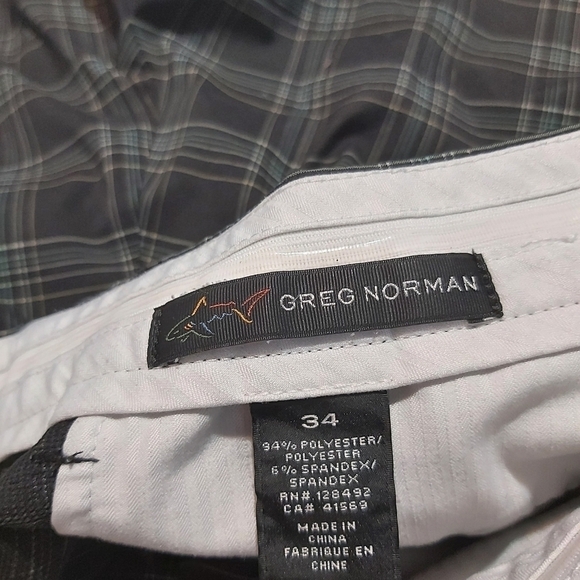 GREG NORMAN
34
94% POLYESTER/
POLYESTER
6% SPANDEX/
SPANDEX
RN# 128492
CA# 41569
MADE IN
CHINA
FABRIQUE EN
CHINE